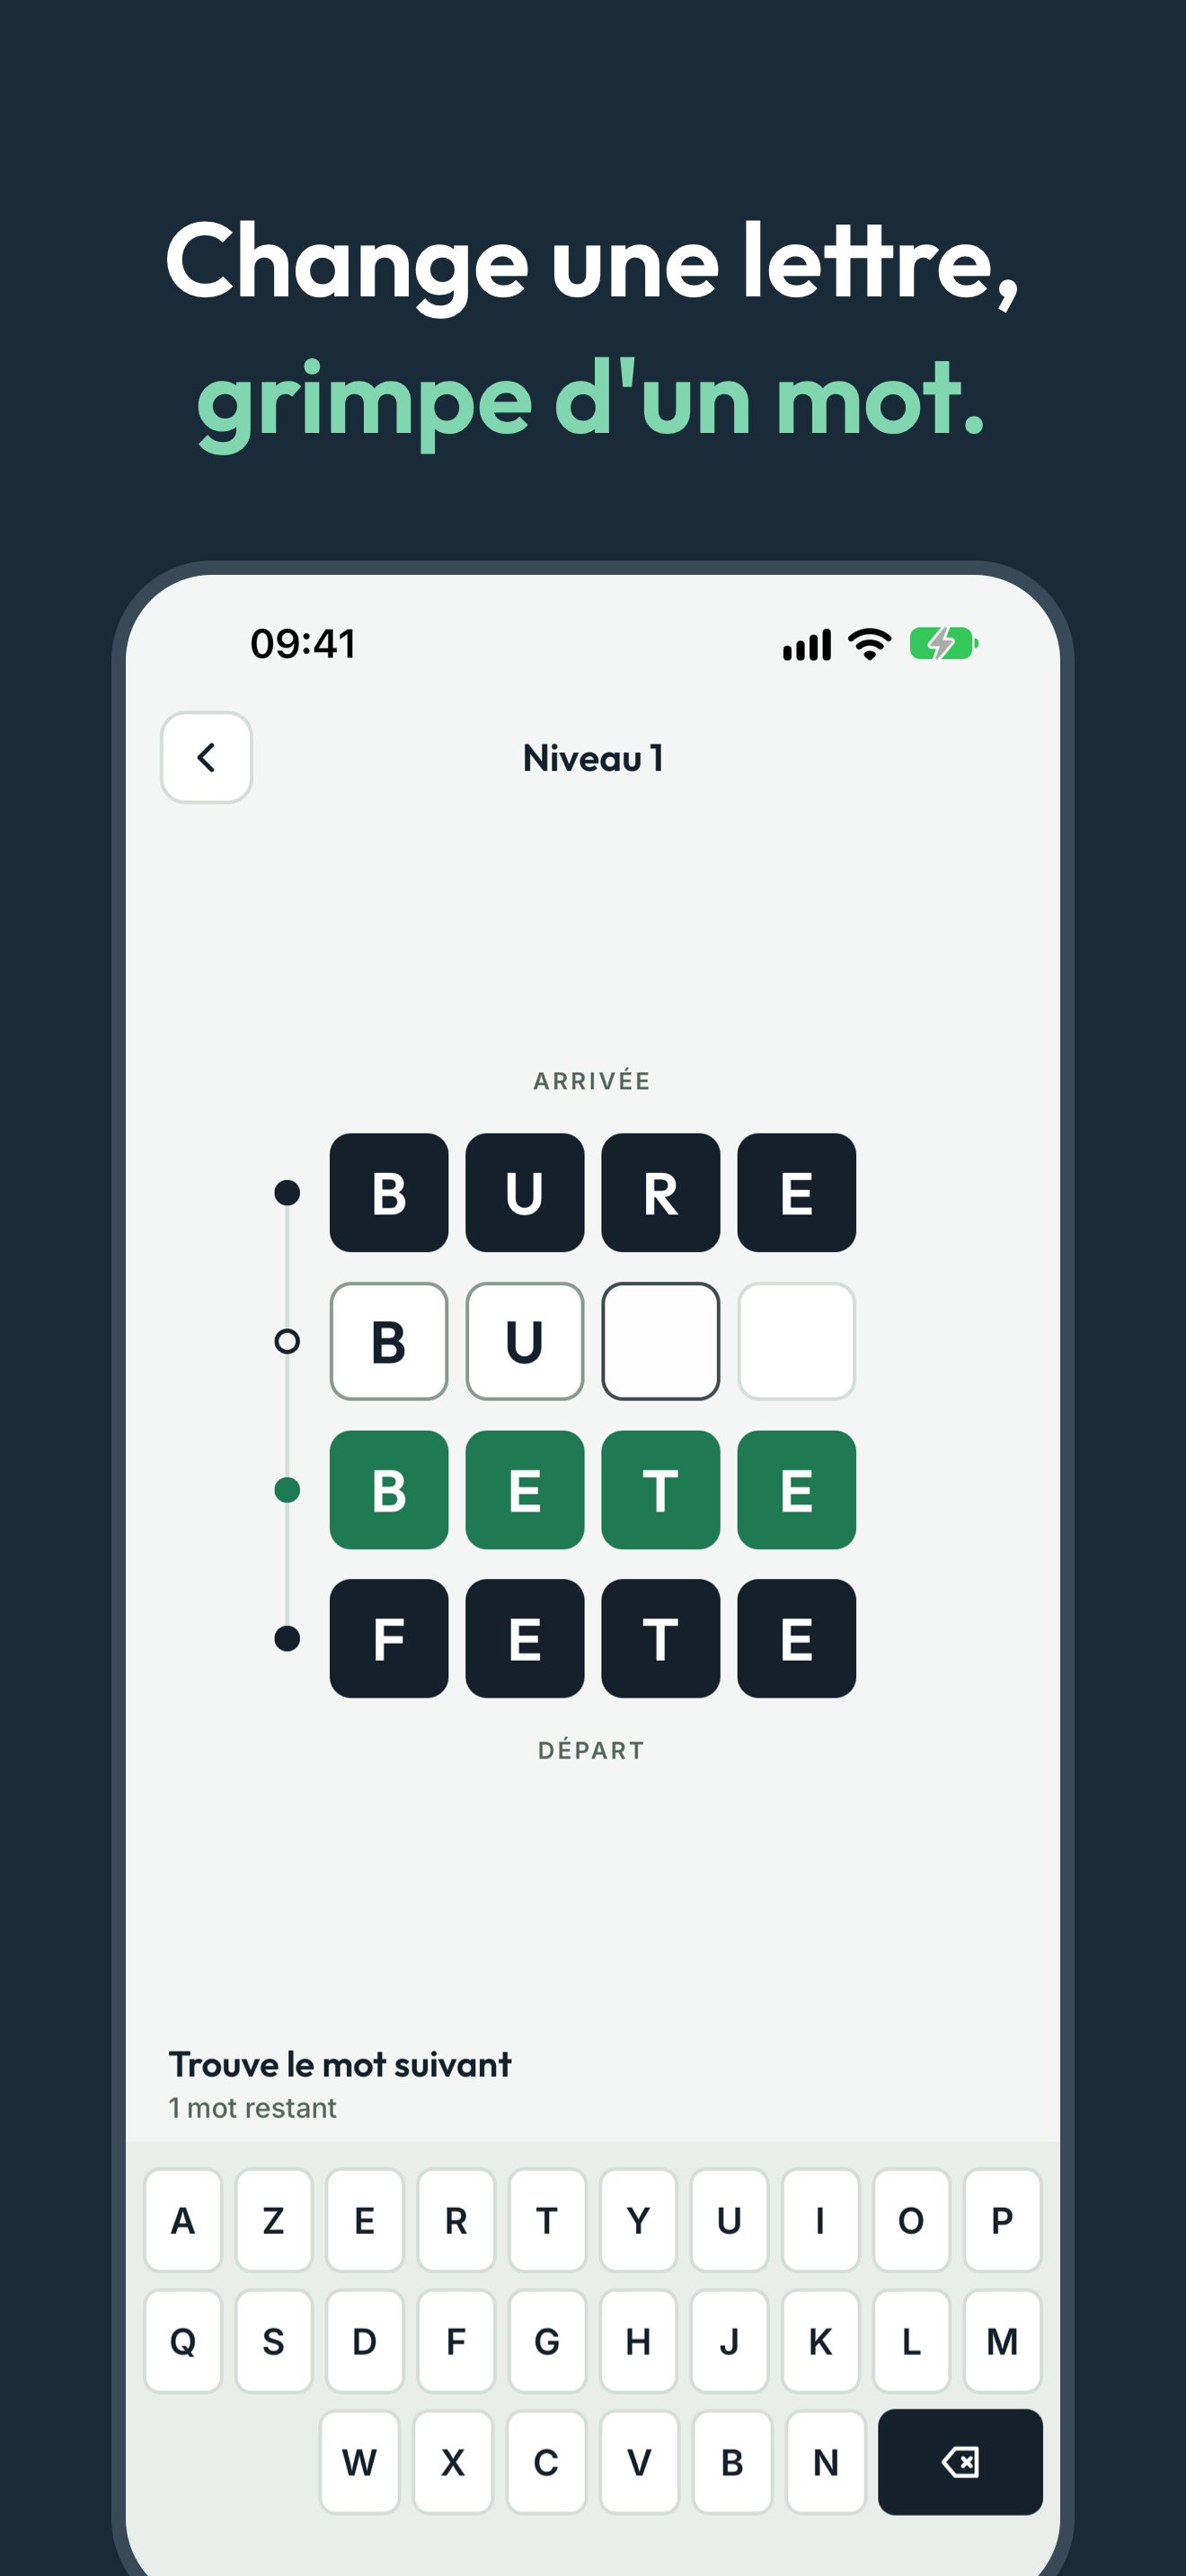 Change une lettre,
grimpe d'un mot.
09:41
Niveau 1
ARRIVÉE
B U R E
B U
B E T E
F E T E
DÉPART
Trouve le mot suivant
1 mot restant
A Z E R T Y U I O P
Q S D F G H J K L M
W X C V B N